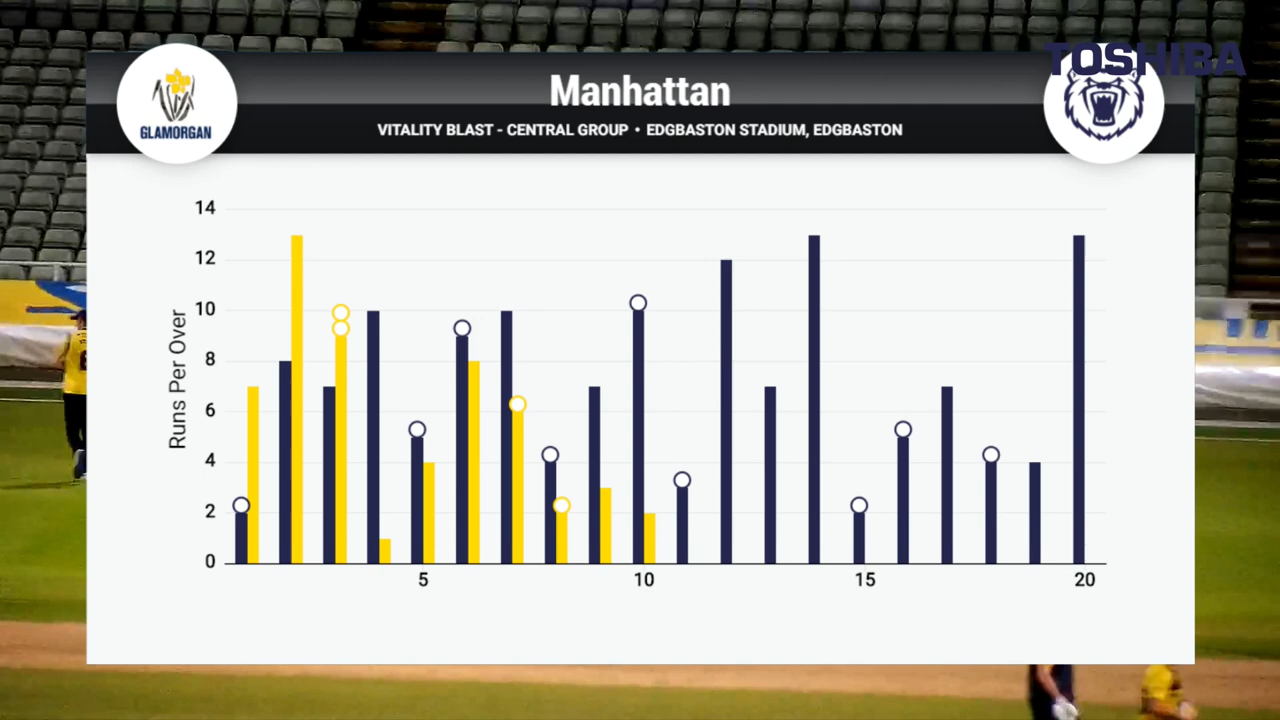 TOSHIBA
GLAMORGAN
Manhattan
VITALITY BLAST - CENTRAL GROUP • EDGBASTON STADIUM, EDGBASTON
Runs Per Over
14
12
10
8
6
4
2
0
5
10
15
20